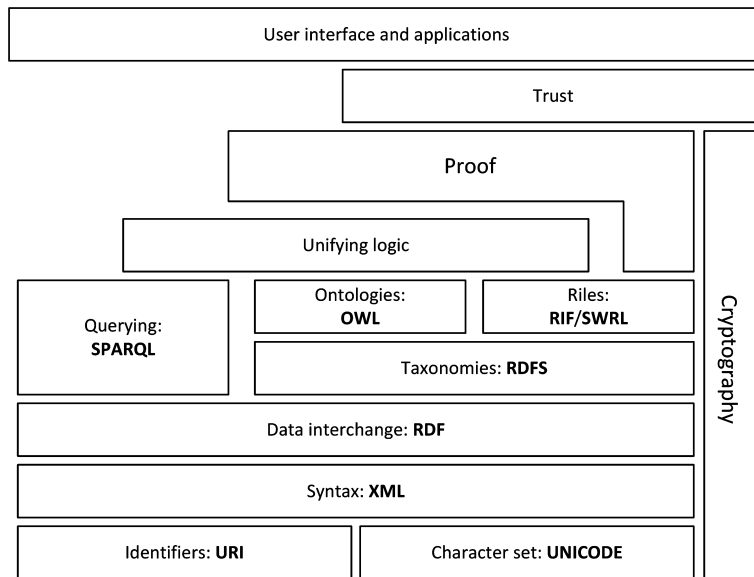 User interface and applications
Trust
Proof
Unifying logic
Querying:
SPARQL
Ontologies:
OWL
Riles:
RIF/SWRL
Taxonomies: RDFS
Cryptography
Data interchange: RDF
Syntax: XML
Identifiers: URI
Character set: UNICODE